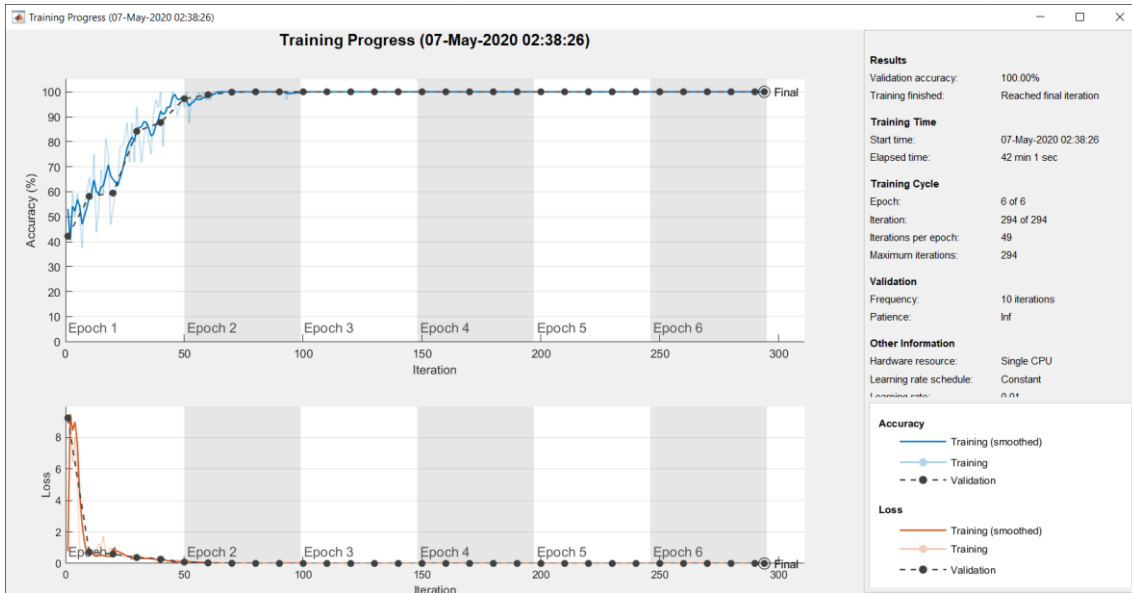 Training Progress (07-May-2020 02:38:26)
Training Progress (07-May-2020 02:38:26)
Accuracy (%)
100
90
80
70
60
50
40
30
20
10
0
Final
Epoch 1 Epoch 2 Epoch 3 Epoch 4 Epoch 5 Epoch 6
0 50 100 150 200 250 300
Iteration
Loss
8
6
4
2
0
Final
Epoch 1 Epoch 2 Epoch 3 Epoch 4 Epoch 5 Epoch 6
0 50 100 150 200 250 300
Iteration
Results
Validation accuracy: 100.00%
Training finished: Reached final iteration
Training Time
Start time: 07-May-2020 02:38:26
Elapsed time: 42 min 1 sec
Training Cycle
Epoch: 6 of 6
Iteration: 294 of 294
Iterations per epoch: 49
Maximum iterations: 294
Validation
Frequency: 10 iterations
Patience: Inf
Other Information
Hardware resource: Single CPU
Learning rate schedule: Constant
Learning rate: 0.01
Accuracy
Training (smoothed)
Training
Validation
Loss
Training (smoothed)
Training
Validation